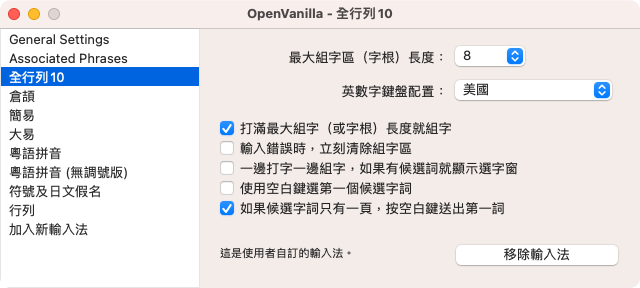 OpenVanilla - 全行列10
General Settings
Associated Phrases
全行列10
倉頡
簡易
大易
粵語拼音
粵語拼音 (無調號版)
符號及日文假名
行列
加入新輸入法
最大組字區（字根）長度： 8
英數字鍵盤配置： 美國
打滿最大組字（或字根）長度就組字
輸入錯誤時，立刻清除組字區
一邊打字一邊組字，如果有候選詞就顯示選字窗
使用空白鍵選第一個候選字詞
如果候選字詞只有一頁，按空白鍵送出第一詞
這是使用者自訂的輸入法。
移除輸入法